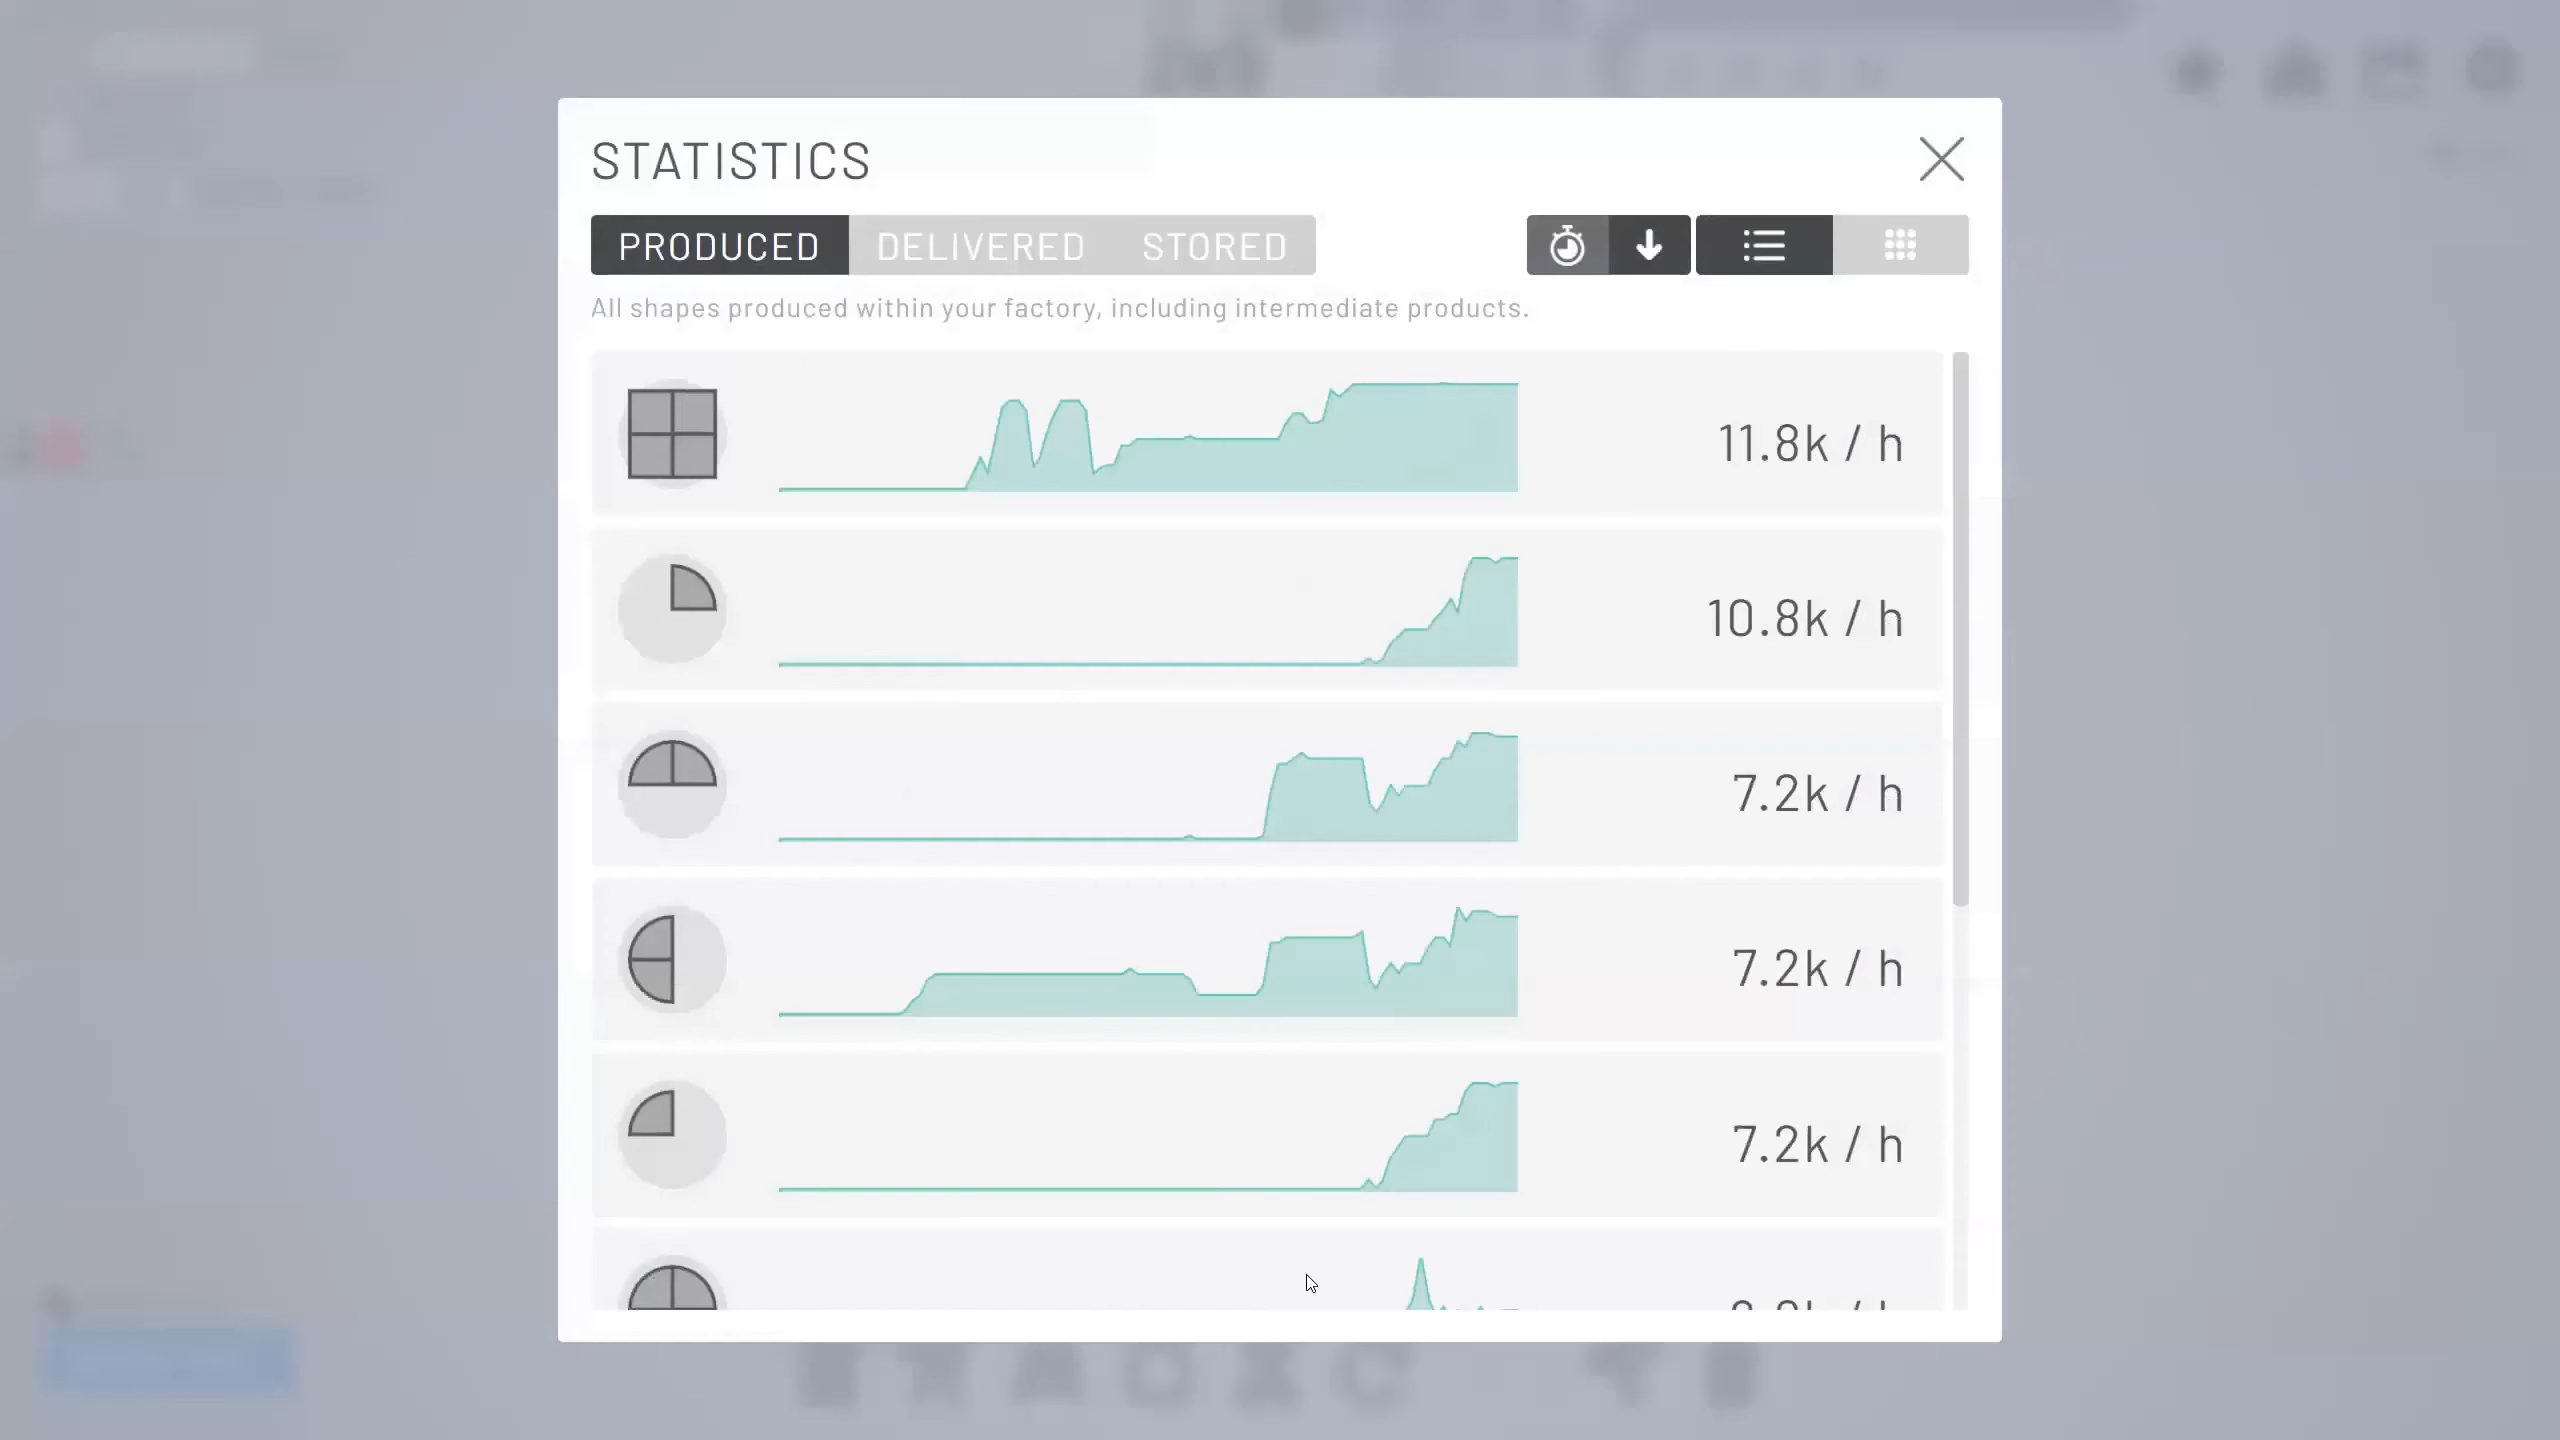 STATISTICS
PRODUCED DELIVERED STORED
All shapes produced within your factory, including intermediate products.
11.8k / h
10.8k / h
7.2k / h
7.2k / h
7.2k / h